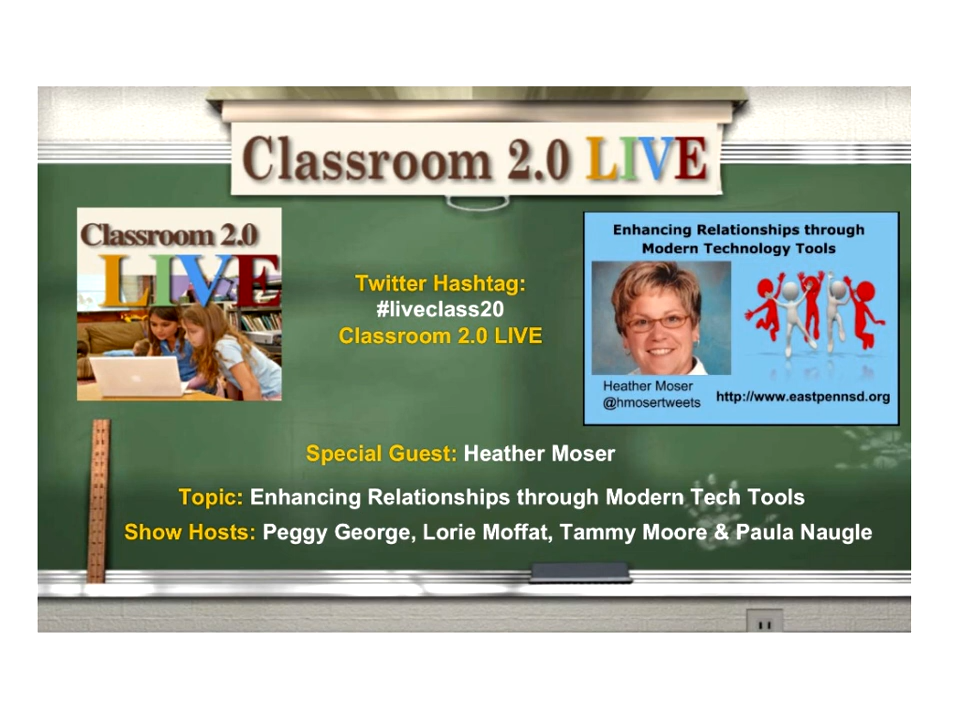 Classroom 2.0 LIVE
Classroom 2.0
LIVE
Twitter Hashtag:
#liveclass20
Classroom 2.0 LIVE
Enhancing Relationships through
Modern Technology Tools
Heather Moser
@hmosertweets
http://www.eastpennsd.org
Special Guest: Heather Moser
Topic: Enhancing Relationships through Modern Tech Tools
Show Hosts: Peggy George, Lorie Moffat, Tammy Moore & Paula Naugle